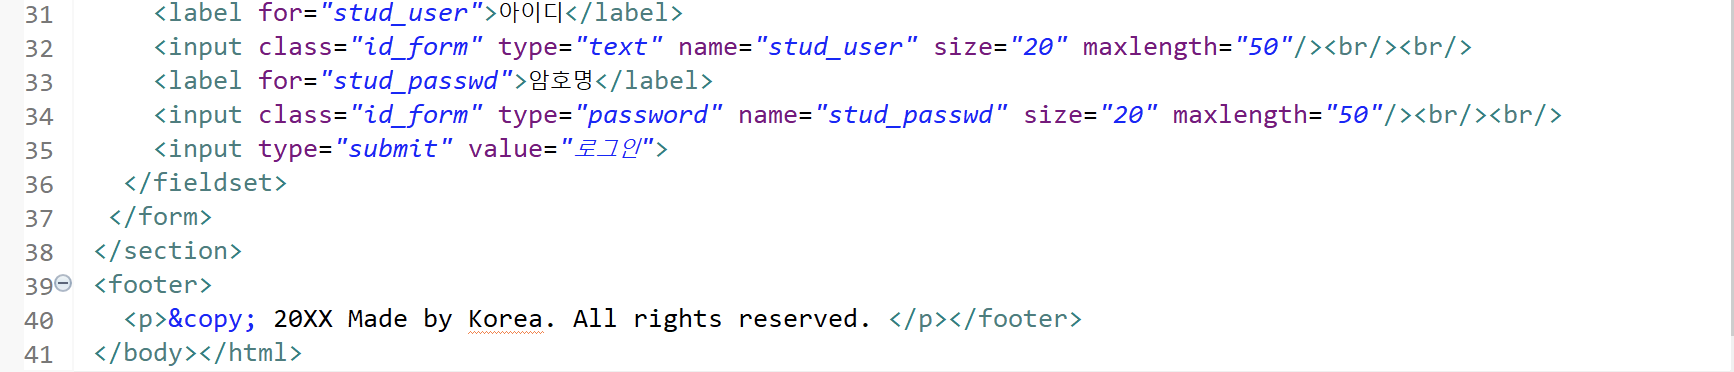 31 <label for="stud_user">아이디</label>
32 <input class="id_form" type="text" name="stud_user" size="20" maxlength="50"/><br/><br/>
33 <label for="stud_passwd">암호명</label>
34 <input class="id_form" type="password" name="stud_passwd" size="20" maxlength="50"/><br/><br/>
35 <input type="submit" value="로그인">
36 </fieldset>
37 </form>
38 </section>
39 <footer>
40 <p>&copy; 20XX Made by Korea. All rights reserved. </p></footer>
41 </body></html>